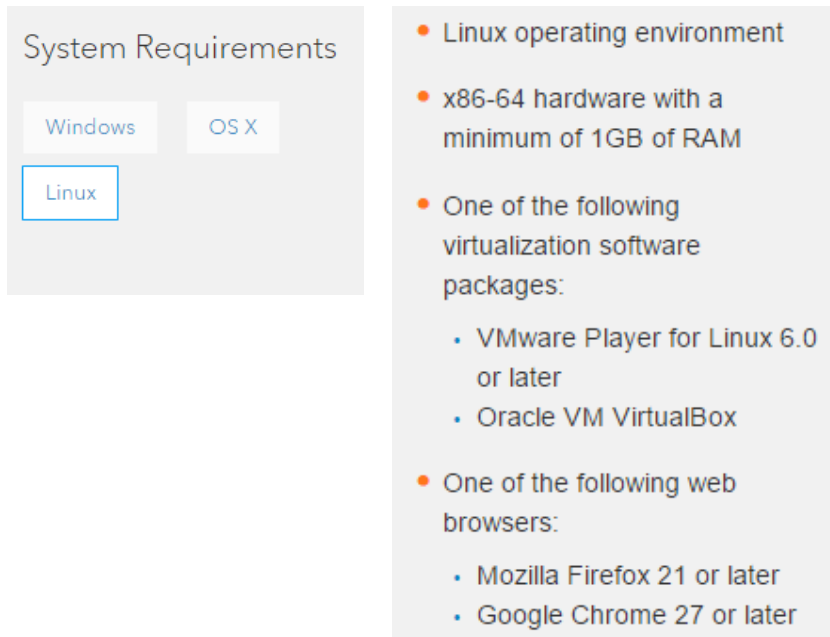 System Requirements
Windows
OS X
Linux
Linux operating environment
x86-64 hardware with a
minimum of 1GB of RAM
One of the following
virtualization software
packages:
VMware Player for Linux 6.0
or later
Oracle VM VirtualBox
One of the following web
browsers:
Mozilla Firefox 21 or later
Google Chrome 27 or later